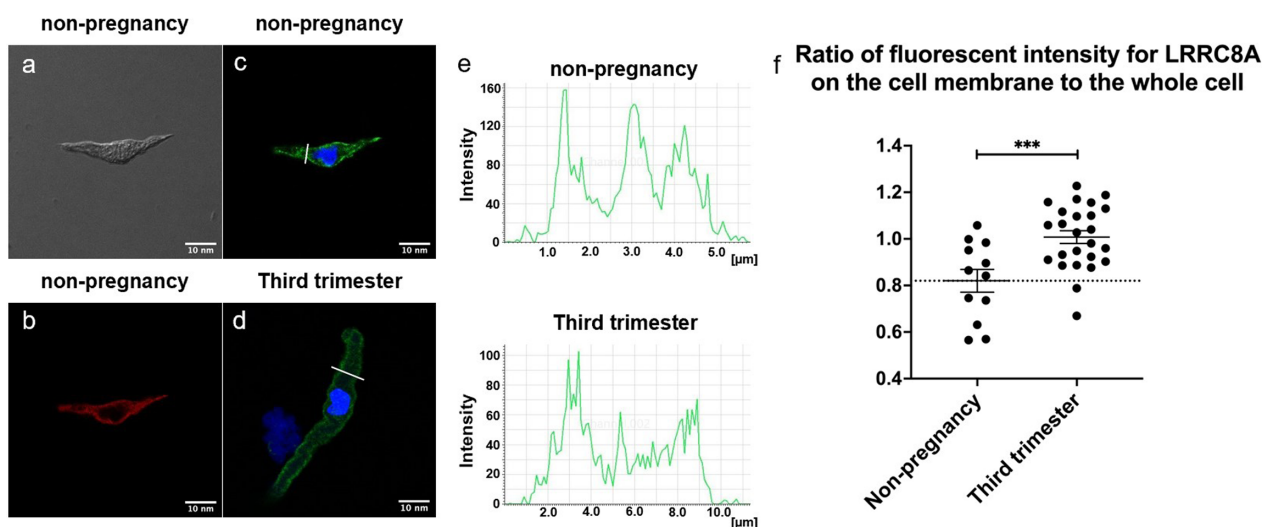 non-pregnancy
non-pregnancy
a
c
10 nm
10 nm
non-pregnancy
Third trimester
b
d
10 nm
10 nm
e
non-pregnancy
Intensity
160
120
80
40
0
1.0 2.0 3.0 4.0 5.0
[µm]
Third trimester
Intensity
100
80
60
40
20
0
2.0 4.0 6.0 8.0 10.0
[µm]
f
Ratio of fluorescent intensity for LRRC8A
on the cell membrane to the whole cell
1.4
1.2
1.0
0.8
0.6
0.4
***
Non-pregnancy
Third trimester